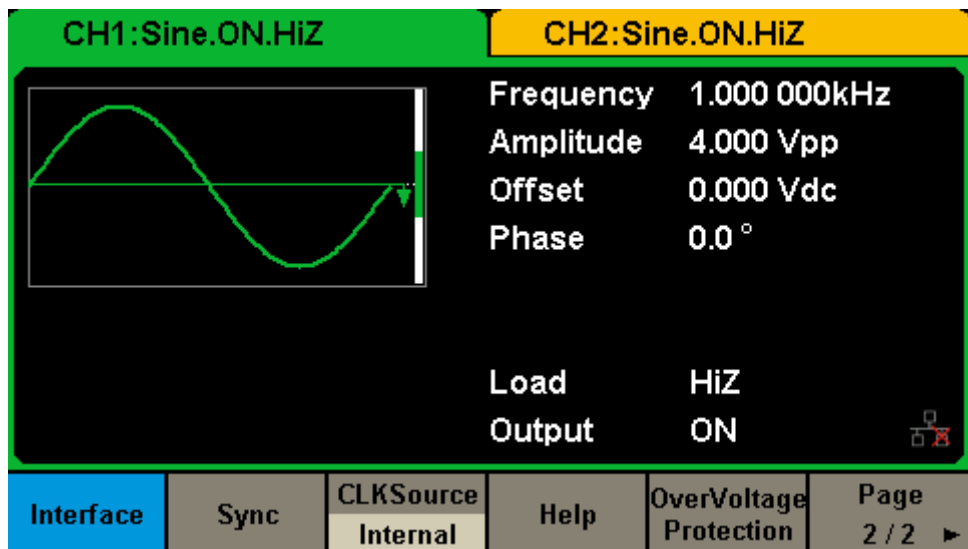 CH1:Sine.ON.HiZ
CH2:Sine.ON.HiZ
Frequency 1.000 000kHz
Amplitude 4.000 Vpp
Offset 0.000 Vdc
Phase 0.0 °
Load HiZ
Output ON
Interface
Sync
CLKSource
Internal
Help
OverVoltage
Protection
Page
2 / 2 ►